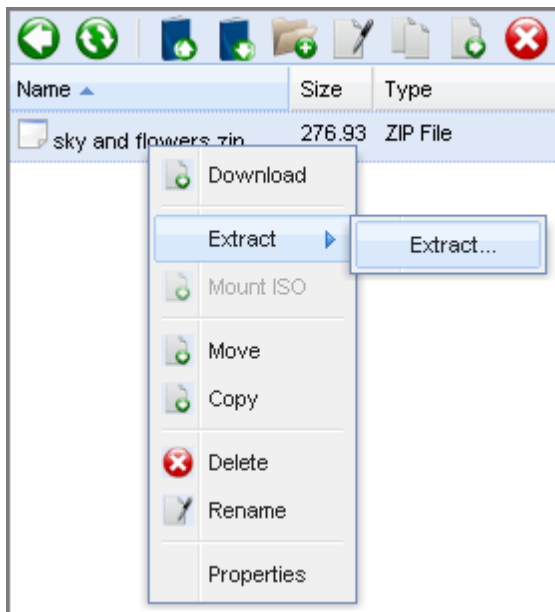 Name Size Type
sky and flowers.zip 276.93 ZIP File
Download
Extract Extract...
Mount ISO
Move
Copy
Delete
Rename
Properties